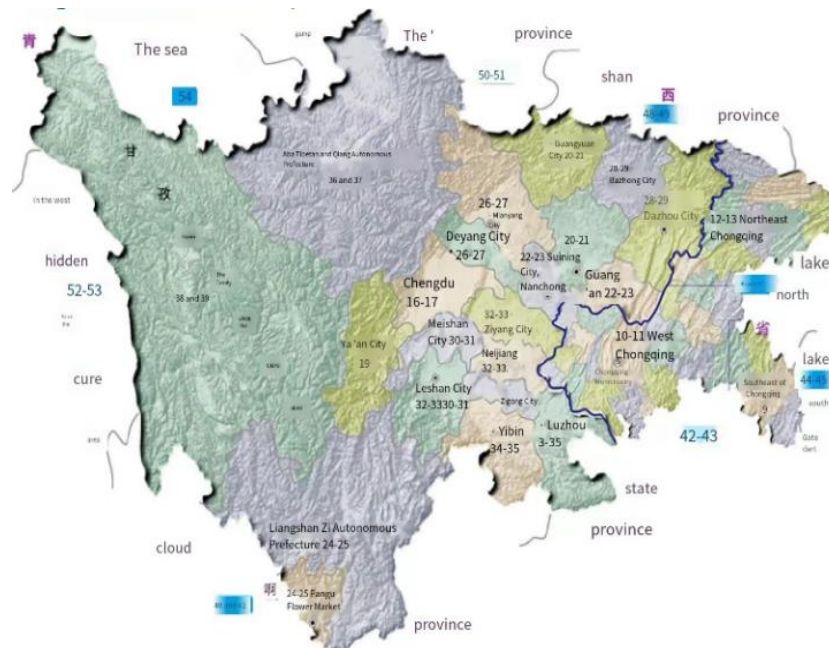 province
The '
青
The sea
50-51
shan
54
西
48-49
province
Guangyuan
City 20-21
Aba Tibetan and Qiang Autonomous
Prefecture
甘
28-29
Bazhong City
36 and 37
孜
In the west
26-27
Mianyang
City
28-29
Dazhou City
12-13 Northeast
Chongqing
Deyang City
26-27
20-21
22-23 Suining
City,
Nanchong
hidden
lake
52-53
Chengdu
16-17
Guang
'an 22-23
north
38 and 39
32-33
Ziyang City
Meishan
City 30-31
省
10-11 West
Chongqing
Ya 'an City
19
Neijiang
32-33
lake
cure
Leshan City
32-3330-31
44-45
Southeast of
Chongqing
9
south
Zigong City
Luzhou
3-35
Yibin
34-35
42-43
area
state
province
Liangshan Zi Autonomous
Prefecture 24-25
cloud
24-25 Pangu
Flower Market
啊
province